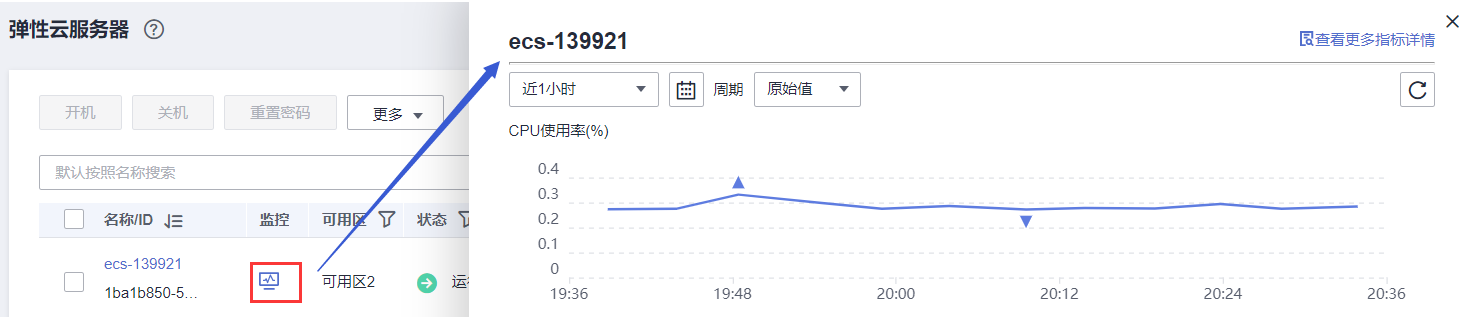 弹性云服务器
开机 关机 重置密码 更多
默认按照名称搜索
名称/ID 监控 可用区 状态
ecs-139921
1ba1b850-5... 可用区2
ecs-139921
查看更多指标详情
近1小时 周期 原始值
CPU使用率(%)
0.4
0.3
0.2
0.1
0
19:36 19:48 20:00 20:12 20:24 20:36